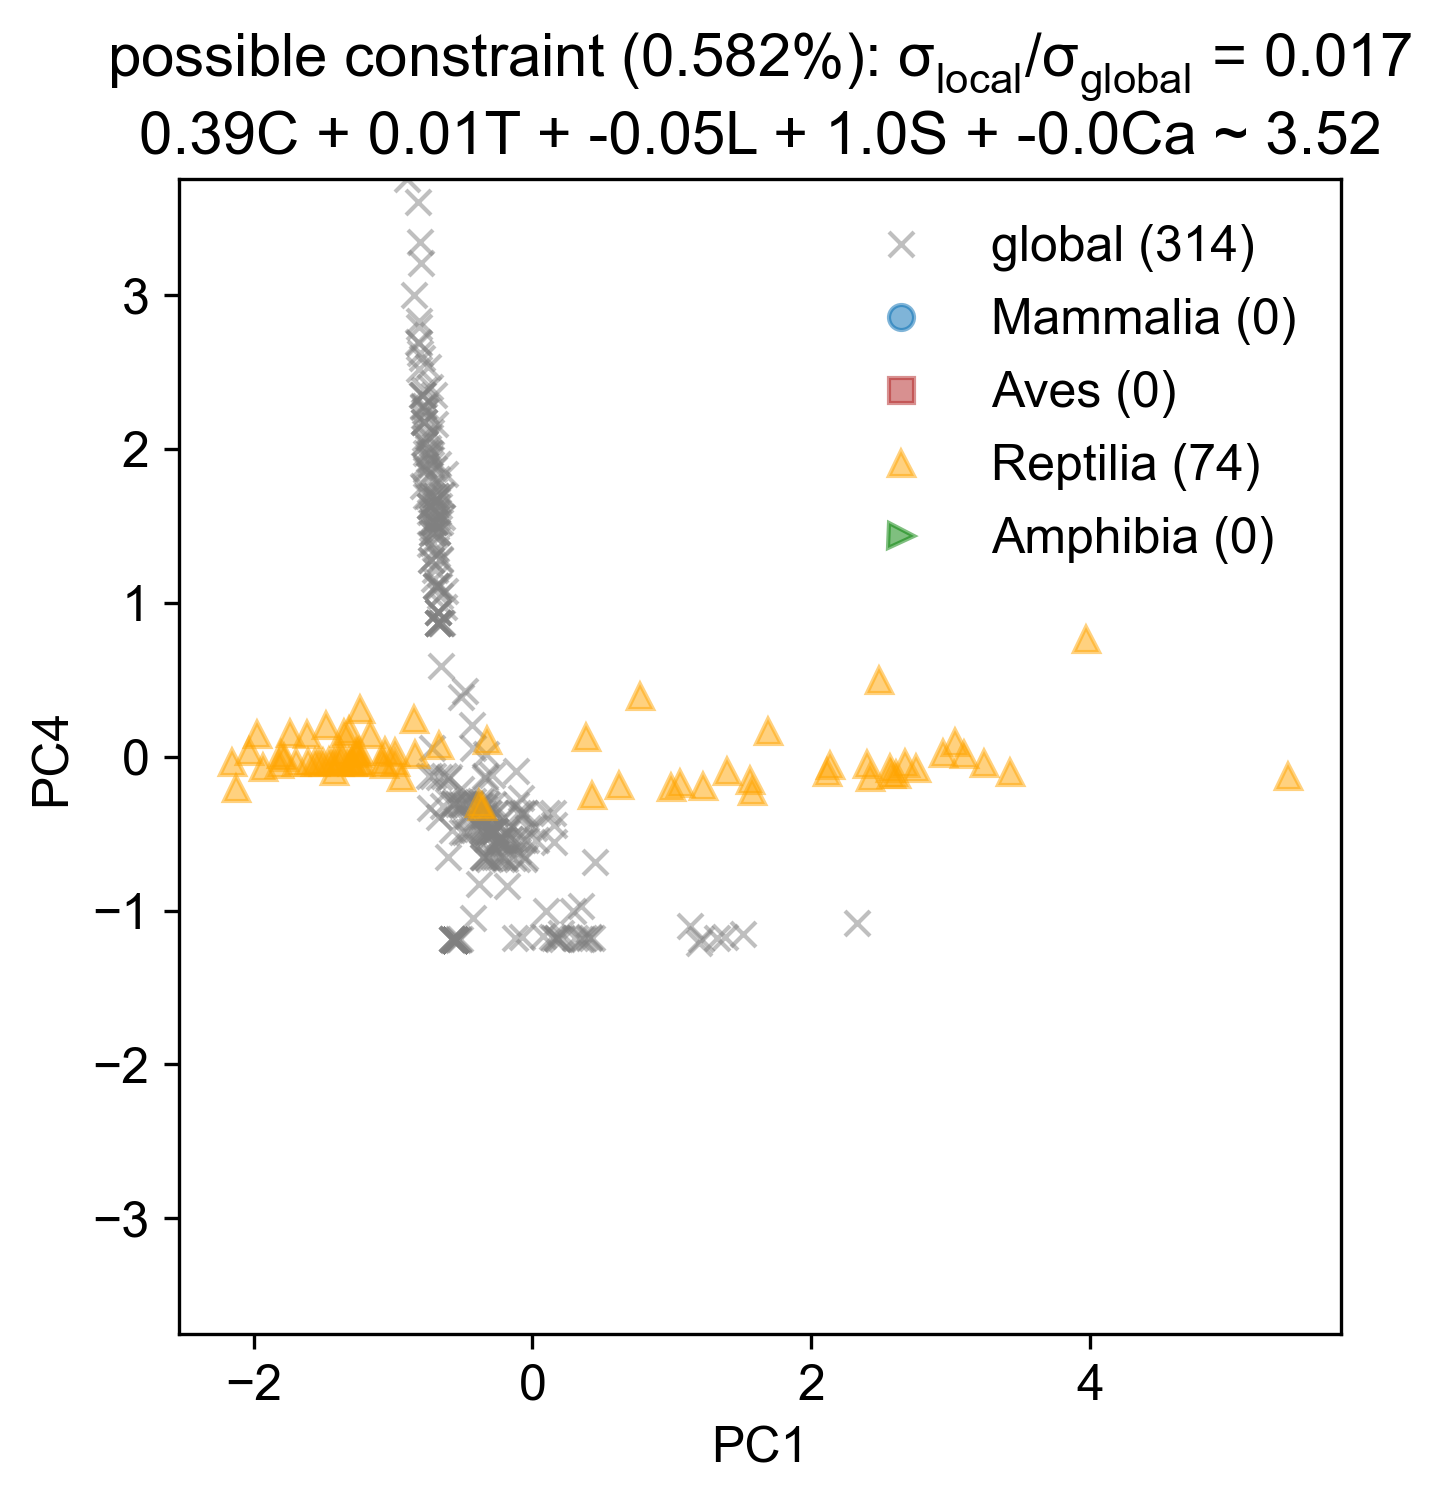 possible constraint (0.582%): σlocal/σglobal = 0.017
0.39C + 0.01T + -0.05L + 1.0S + -0.0Ca ~ 3.52
global (314)
Mammalia (0)
Aves (0)
Reptilia (74)
Amphibia (0)
PC4
3
2
1
0
−1
−2
−3
−2 0 2 4
PC1